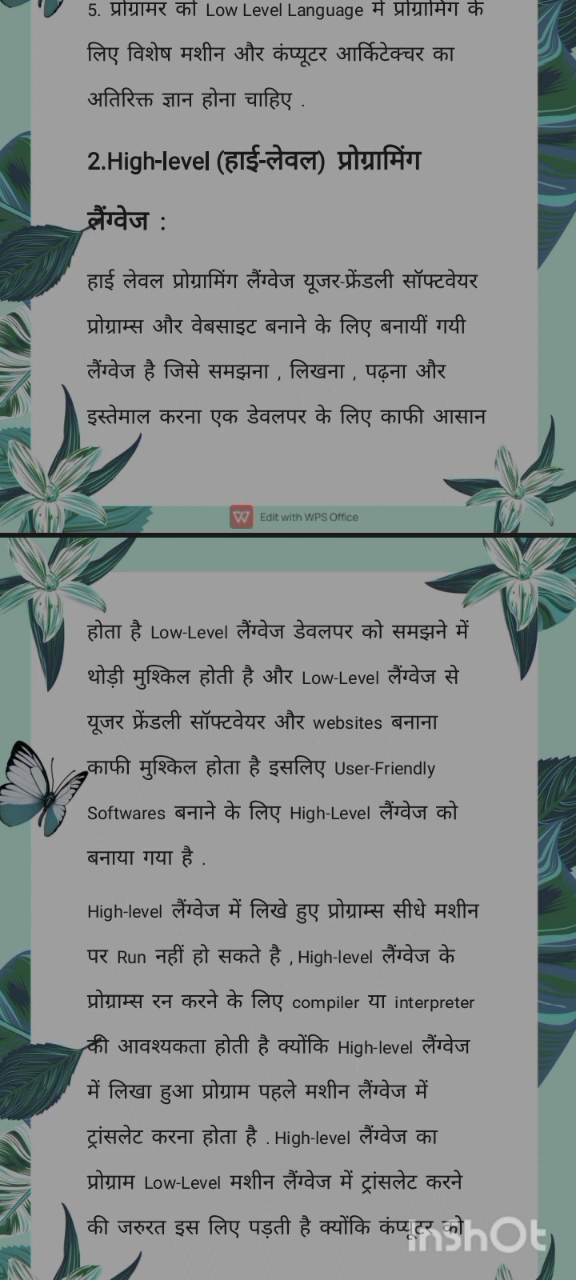 5. प्रोग्रामर को Low Level Language में प्रोग्रामिंग के
लिए विशेष मशीन और कंप्यूटर आर्किटेक्चर का
अतिरिक्त ज्ञान होना चाहिए .
2.High-level (हाई-लेवल) प्रोग्रामिंग
लैंग्वेज :
हाई लेवल प्रोग्रामिंग लैंग्वेज यूजर-फ्रेंडली सॉफ्टवेयर
प्रोग्राम्स और वेबसाइट बनाने के लिए बनायीं गयी
लैंग्वेज है जिसे समझना , लिखना , पढ़ना और
इस्तेमाल करना एक डेवलपर के लिए काफी आसान
Edit with WPS Office
होता है Low-Level लैंग्वेज डेवलपर को समझने में
थोड़ी मुश्किल होती है और Low-Level लैंग्वेज से
यूजर फ्रेंडली सॉफ्टवेयर और websites बनाना
काफी मुश्किल होता है इसलिए User-Friendly
Softwares बनाने के लिए High-Level लैंग्वेज को
बनाया गया है .
High-level लैंग्वेज में लिखे हुए प्रोग्राम्स सीधे मशीन
पर Run नहीं हो सकते है , High-level लैंग्वेज के
प्रोग्राम्स रन करने के लिए compiler या interpreter
की आवश्यकता होती है क्योंकि High-level लैंग्वेज
में लिखा हुआ प्रोग्राम पहले मशीन लैंग्वेज में
ट्रांसलेट करना होता है . High-level लैंग्वेज का
प्रोग्राम Low-Level मशीन लैंग्वेज में ट्रांसलेट करने
की जरुरत इस लिए पड़ती है क्योंकि कंप्यूटर को
InShOt